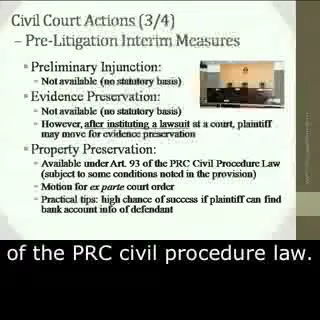 Civil Court Actions (3/4)
– Pre-Litigation Interim Measures
Preliminary Injunction:
Not available (no statutory basis)
Evidence Preservation:
Not available (no statutory basis)
However, after instituting a lawsuit at a court, plaintiff
may move for evidence preservation
Property Preservation:
Available under Art. 93 of the PRC Civil Procedure Law
(subject to some conditions noted in the provision)
Motion for ex parte court order
Practical tips: high chance of success if plaintiff can find
bank account info of defendant
of the PRC civil procedure law.